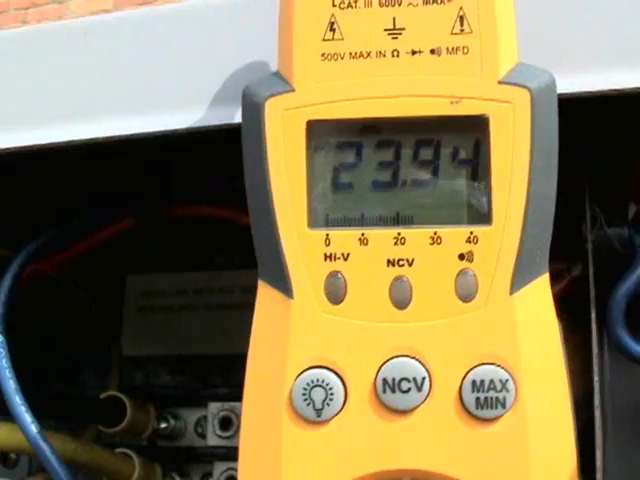 CAT. III 600V ~ MAX
500V MAX IN Ω MFD
23.94
0 10 20 30 40
Hi-V NCV
NCV MAX MIN